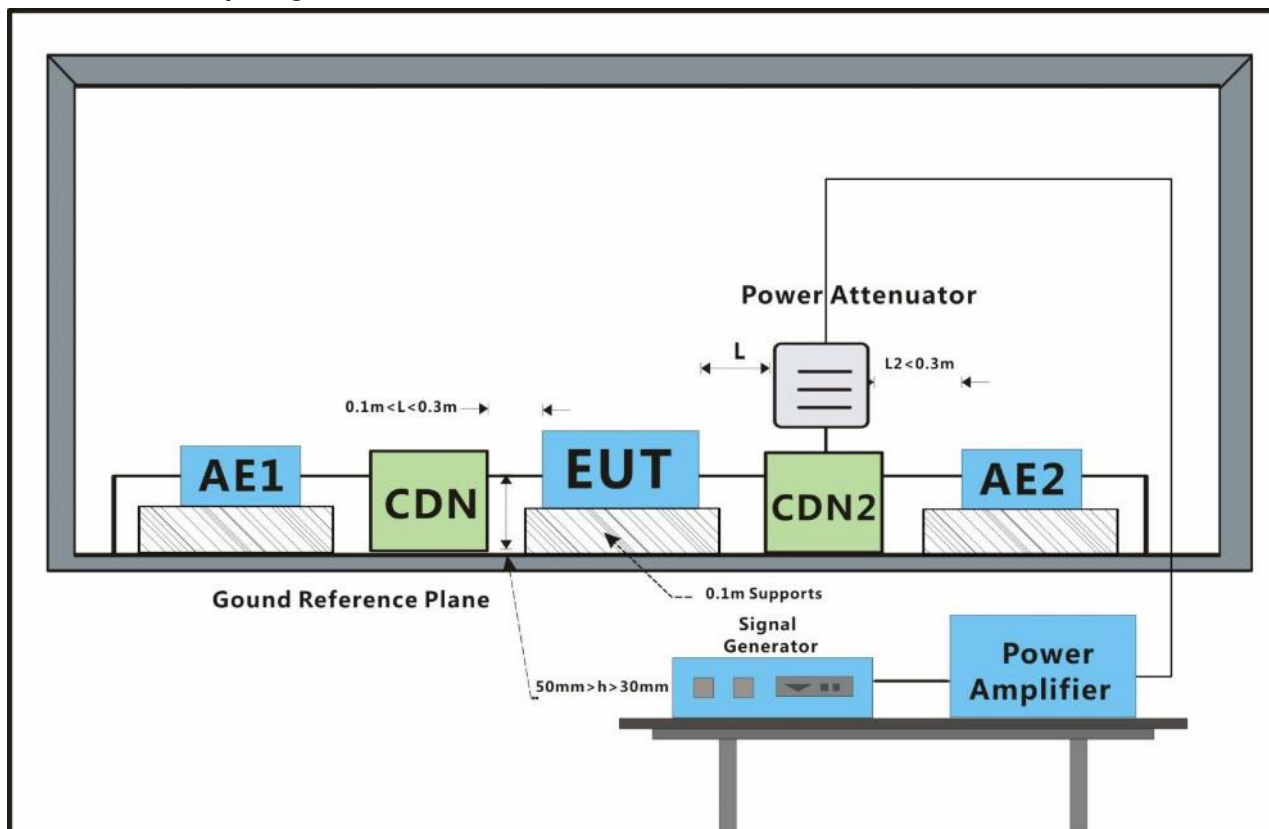 Power Attenuator
L
L2<0.3m
0.1m<L<0.3m
AE1
CDN
EUT
CDN2
AE2
Gound Reference Plane
0.1m Supports
Signal
Generator
50mm>h>30mm
Power
Amplifier